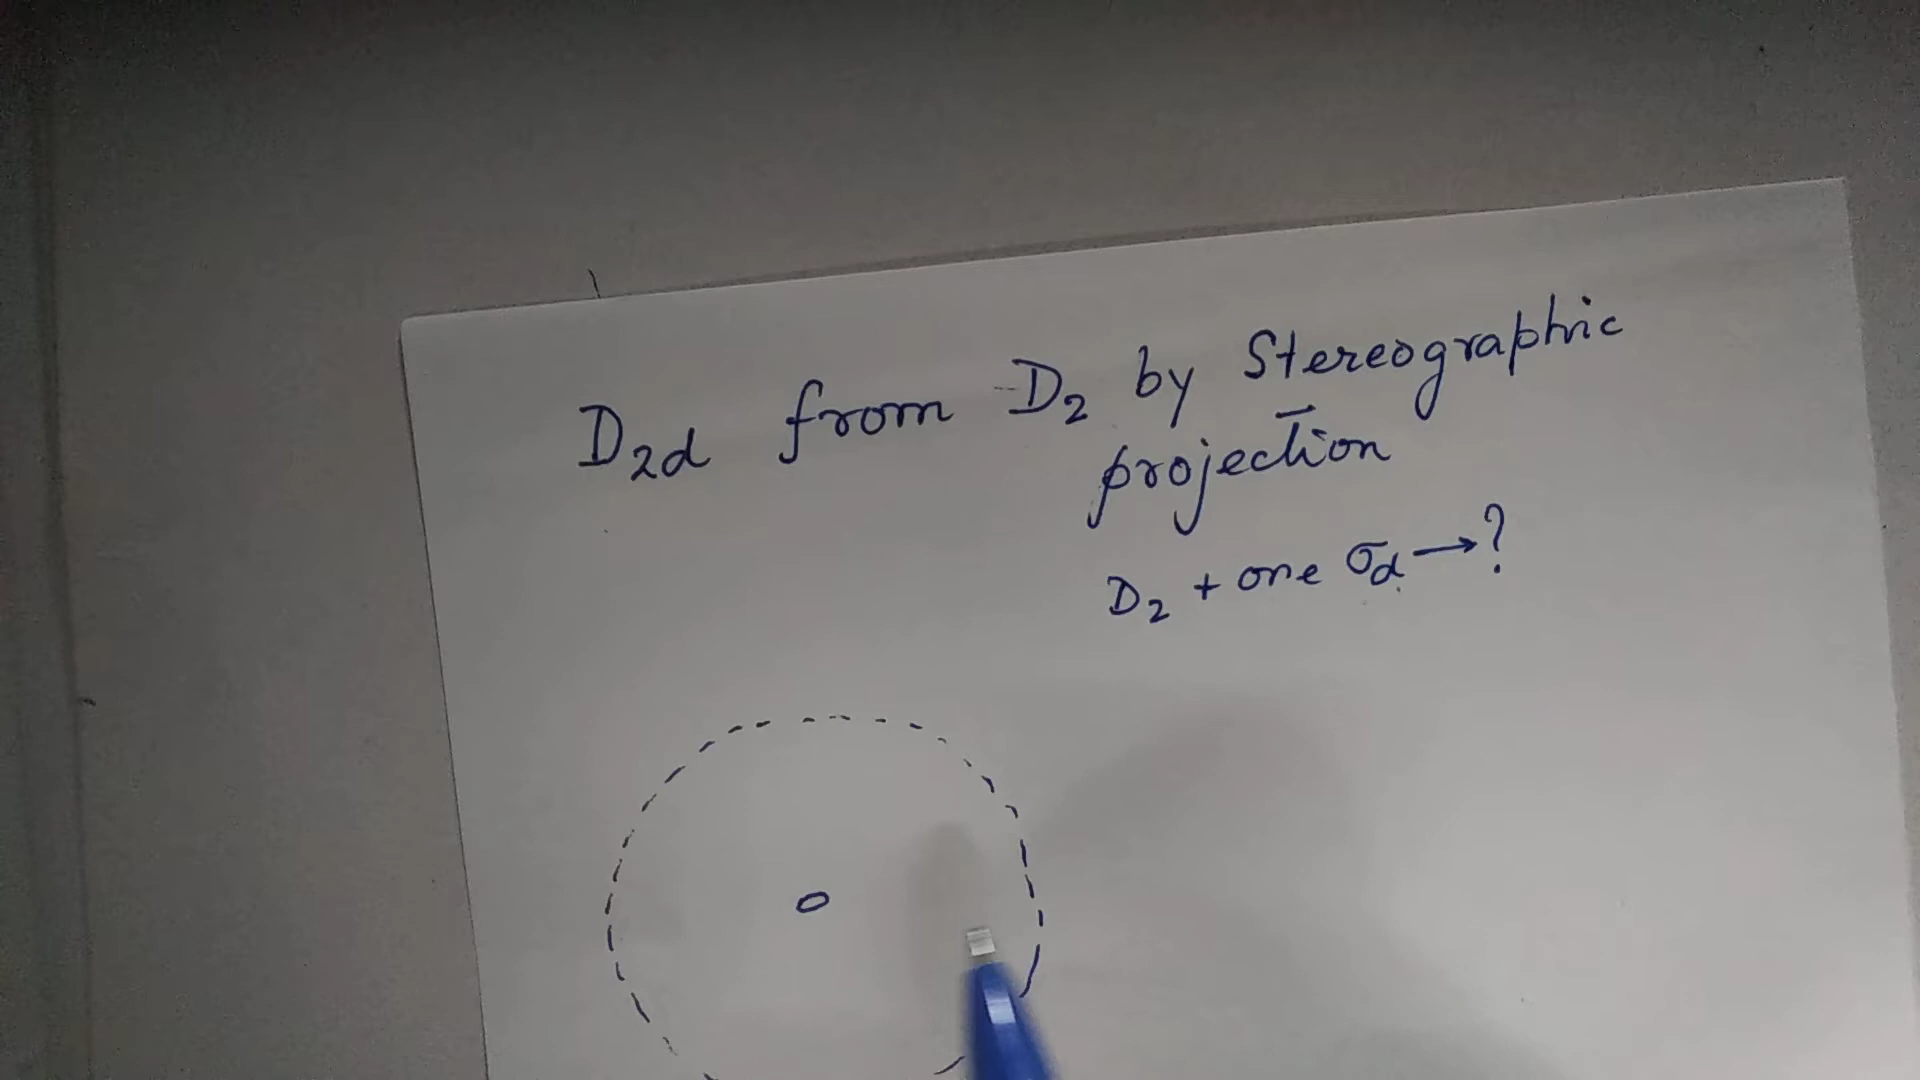 D₂d from D₂ by Stereographic
projection
D₂ + one σd → ?